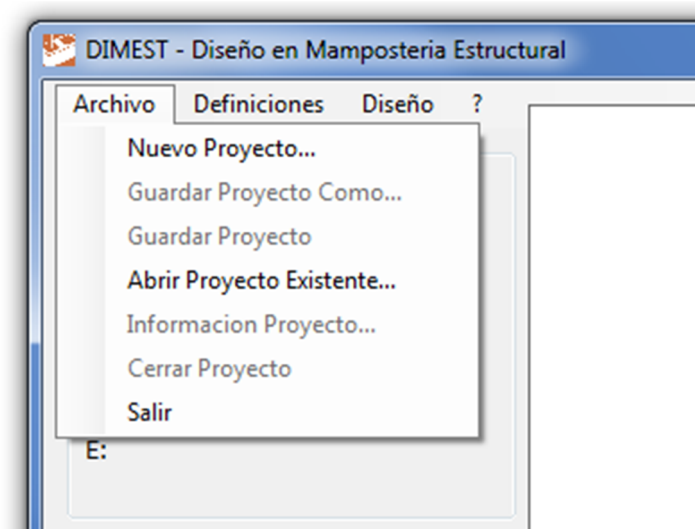 DIMEST - Diseño en Mamposteria Estructural
Archivo Definiciones Diseño ?
Nuevo Proyecto...
Guardar Proyecto Como...
Guardar Proyecto
Abrir Proyecto Existente...
Informacion Proyecto...
Cerrar Proyecto
Salir
E: